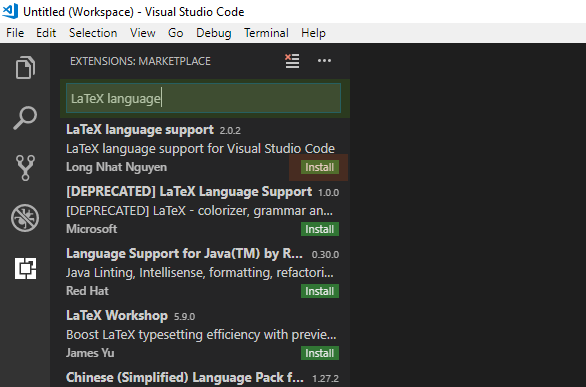 Untitled (Workspace) - Visual Studio Code
File Edit Selection View Go Debug Terminal Help
EXTENSIONS: MARKETPLACE
LaTeX language
LaTeX language support 2.0.2
LaTeX language support for Visual Studio Code
Long Nhat Nguyen Install
[DEPRECATED] LaTeX Language Support 1.0.0
[DEPRECATED] LaTeX - colorizer, grammar an...
Microsoft Install
Language Support for Java(TM) by R... 0.30.0
Java Linting, Intellisense, formatting, refactori...
Red Hat Install
LaTeX Workshop 5.9.0
Boost LaTeX typesetting efficiency with previe...
James Yu Install
Chinese (Simplified) Language Pack f... 1.27.2